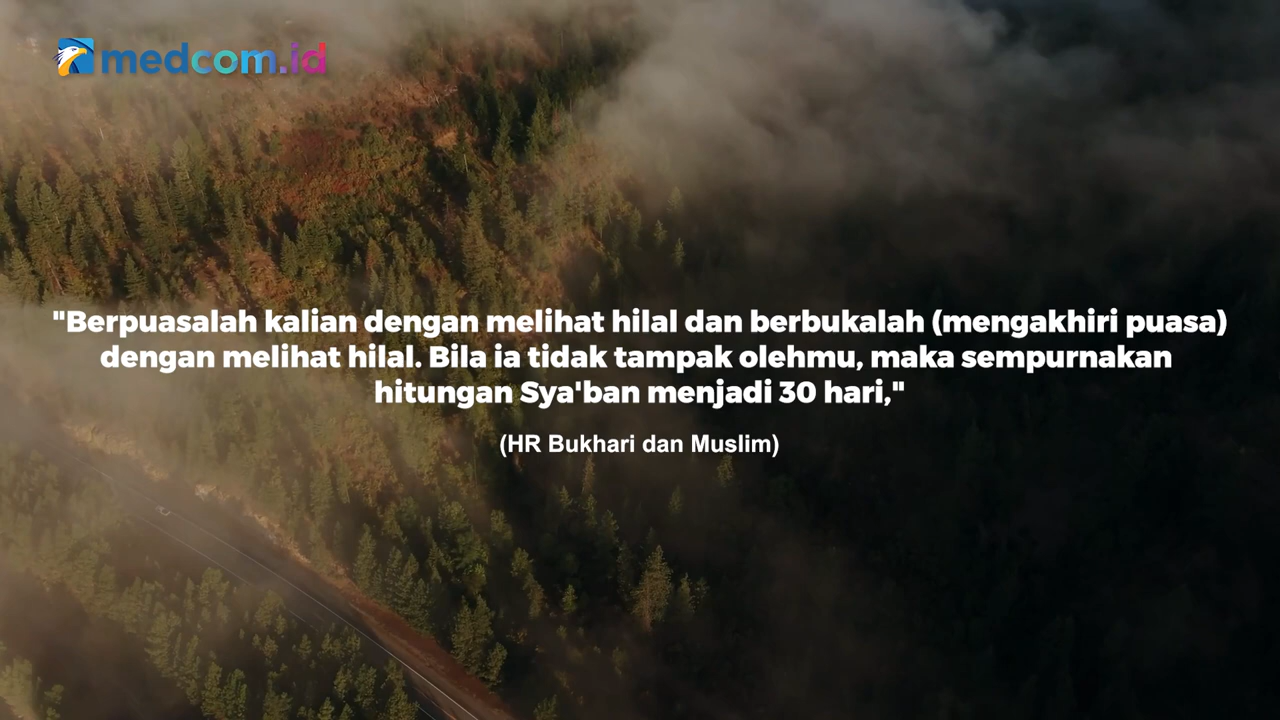 medcom.id
"Berpuasalah kalian dengan melihat hilal dan berbukalah (mengakhiri puasa)
dengan melihat hilal. Bila ia tidak tampak olehmu, maka sempurnakan
hitungan Sya'ban menjadi 30 hari,"
(HR Bukhari dan Muslim)